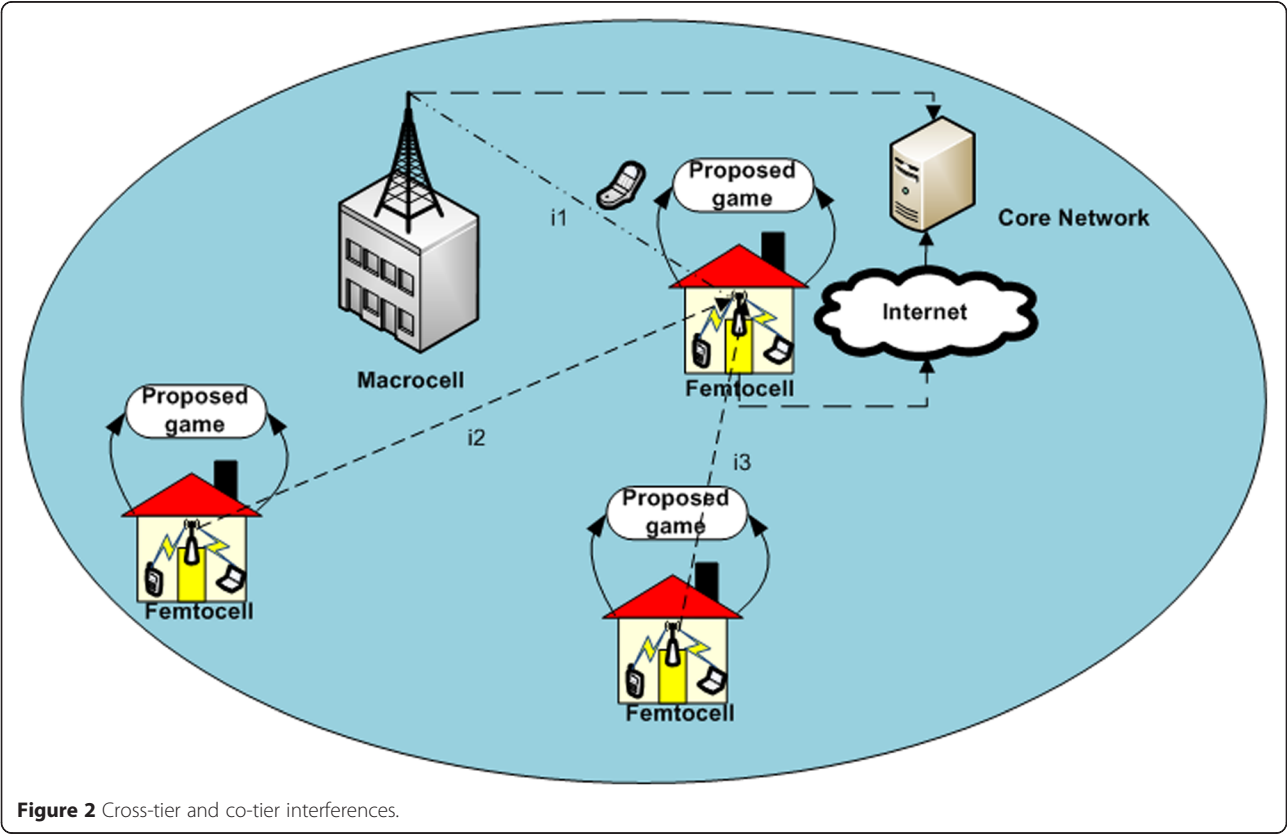 Proposed
game
i1
Core Network
Internet
Macrocell
Femtocell
Proposed
game
i2
i3
Proposed
game
Femtocell
Femtocell
Figure 2 Cross-tier and co-tier interferences.